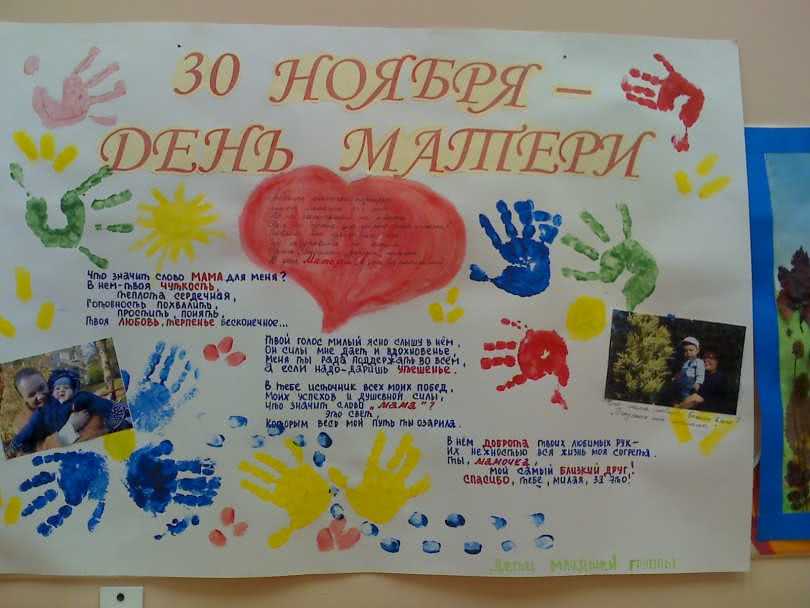 30 НОЯБРЯ –
ДЕНЬ МАТЕРИ
Что значит слово МАМА для меня?
В нём-твоя чуткость,
теплота сердечная,
Готовность похвалить,
простить, понять,
Твоя любовь, терпенье бесконечное...
Твой голос милый ясно слышу в нём.
Он силы мне даёт и вдохновенье.
Меня ты рада поддержать во всём,
а если надо-даришь утешенье.
В тебе источник всех моих побед,
Моих успехов и душевной силы,
Что значит слово „мама"?
Это свет,
Которым весь мой путь ты озарила.
В нём доброта твоих любимых рук-
Их нежностью вся жизнь моя согрета.
Ты, мамочка,
мой самый близкий друг!
Спасибо, тебе, милая, за это!
Детки младшей группы